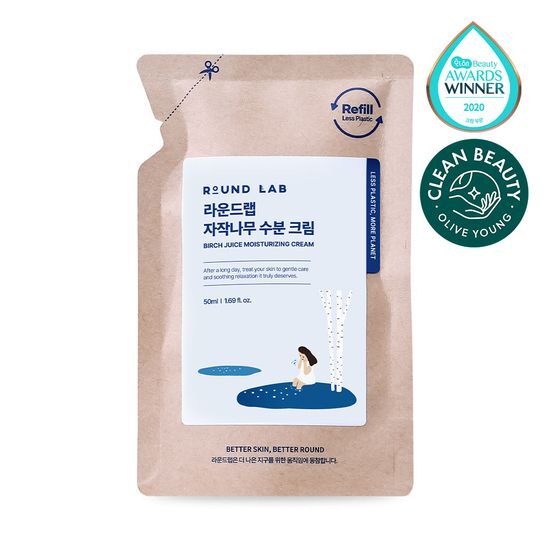 Refill
Less Plastic
LESS PLASTIC, MORE PLANET
ROUND LAB
라운드랩
자작나무 수분 크림
BIRCH JUICE MOISTURIZING CREAM
After a long day, treat your skin to gentle care
and soothing relaxation it truly deserves.
50ml | 1.69 fl. oz.
BETTER SKIN, BETTER ROUND
라운드랩은 더 나은 지구를 위한 움직임에 동참합니다.
Beauty
AWARDS
WINNER
2020
크림 부문
CLEAN BEAUTY
OLIVE YOUNG